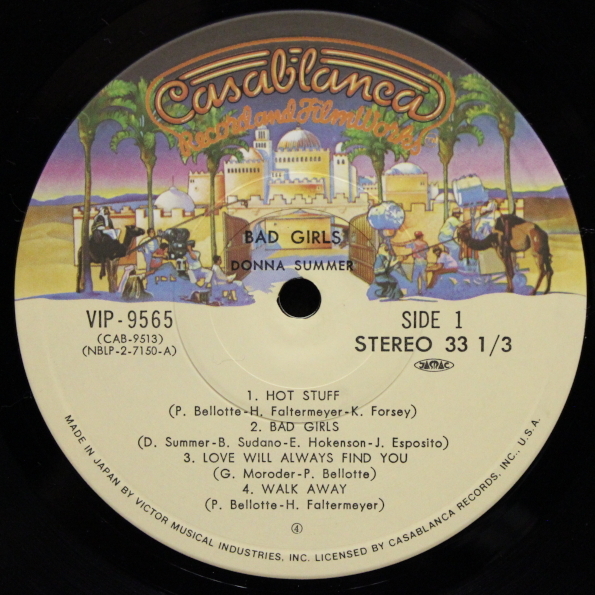 Casablanca
Record and FilmWorks
BAD GIRLS
DONNA SUMMER
VIP-9565
(CAB-9513)
(NBLP-2-7150-A)
SIDE 1
STEREO 33 1/3
JASRAC
1. HOT STUFF
(P. Bellotte-H. Faltermeyer-K. Forsey)
2. BAD GIRLS
(D. Summer-B. Sudano-E. Hokenson-J. Esposito)
3. LOVE WILL ALWAYS FIND YOU
(G. Moroder-P. Bellotte)
4. WALK AWAY
(P. Bellotte-H. Faltermeyer)
④
MADE IN JAPAN BY VICTOR MUSICAL INDUSTRIES, INC. LICENSED BY CASABLANCA RECORDS, INC., U.S.A.